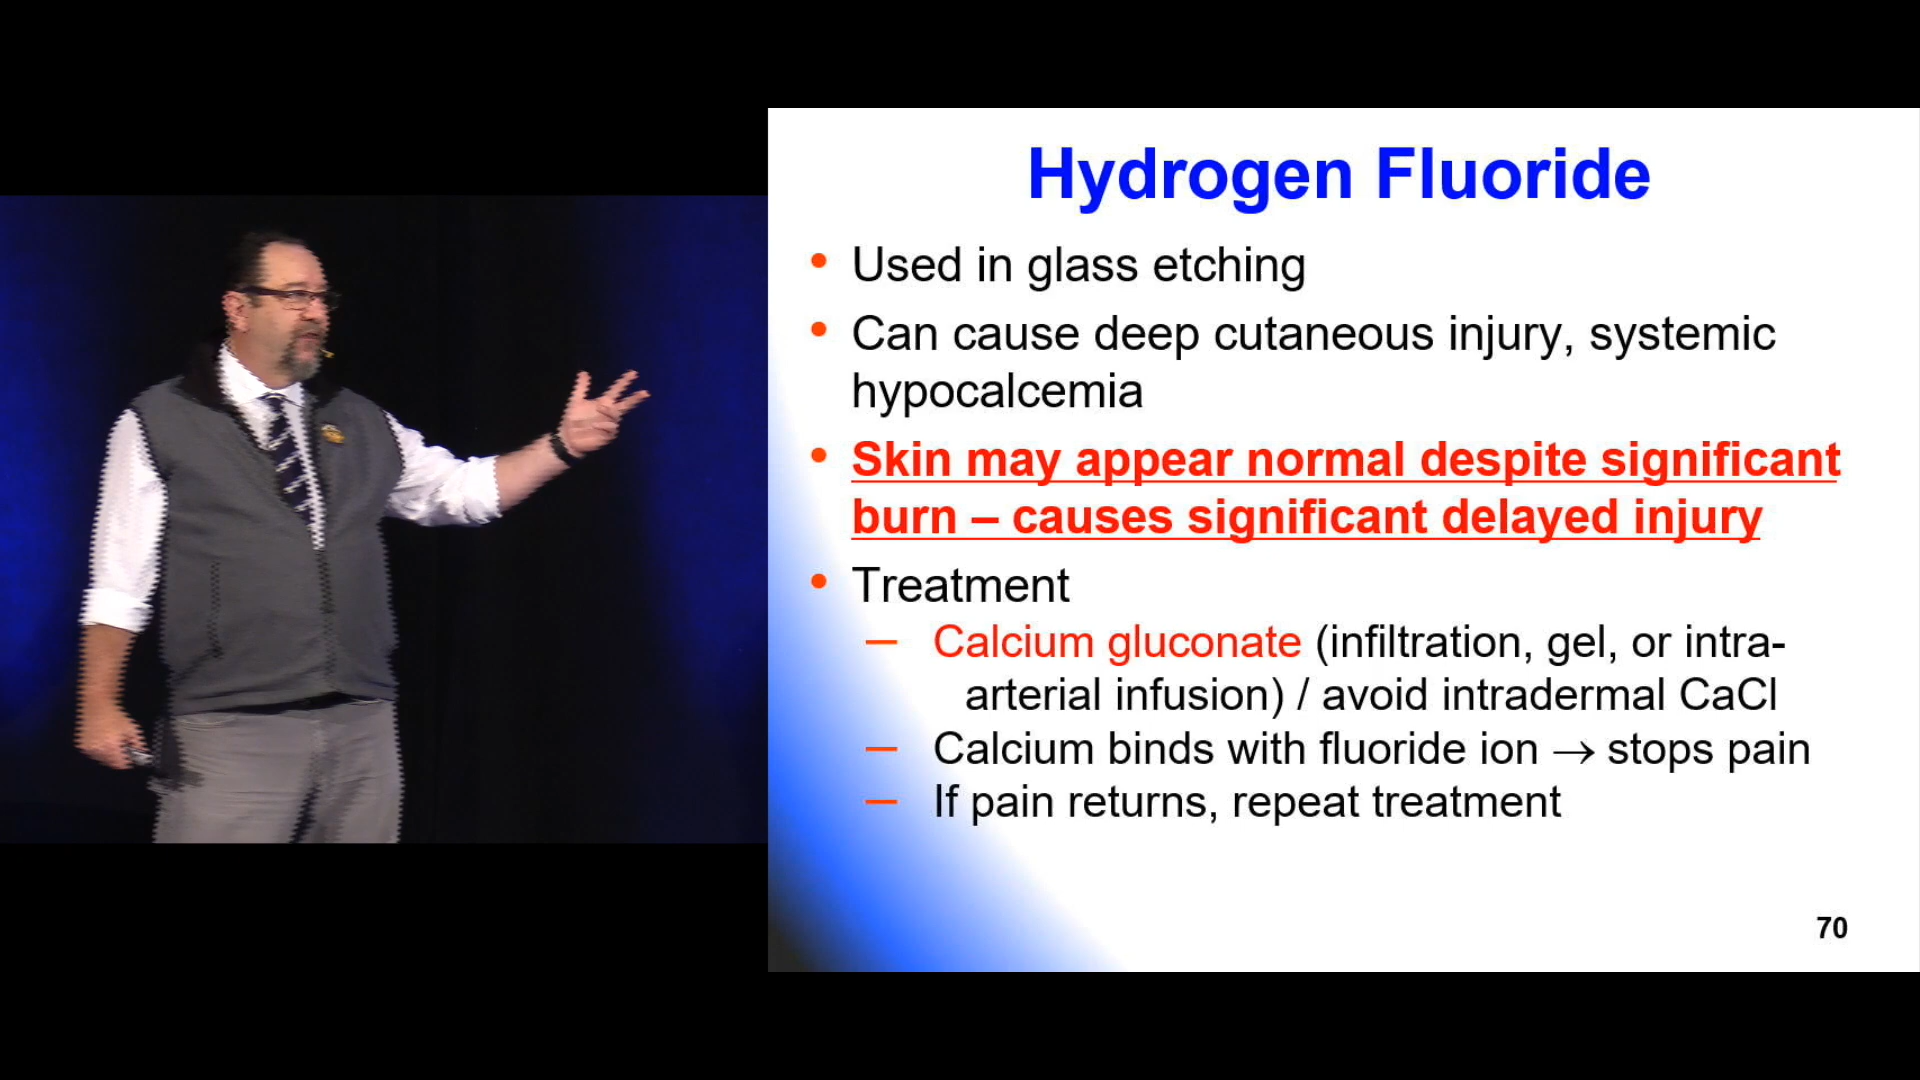 Hydrogen Fluoride
• Used in glass etching
• Can cause deep cutaneous injury, systemic
hypocalcemia
• Skin may appear normal despite significant
burn – causes significant delayed injury
• Treatment
– Calcium gluconate (infiltration, gel, or intra-
arterial infusion) / avoid intradermal CaCl
– Calcium binds with fluoride ion → stops pain
– If pain returns, repeat treatment
70